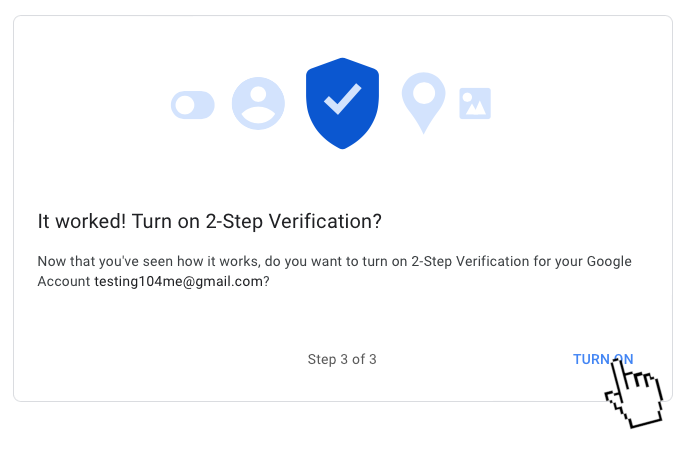 It worked! Turn on 2-Step Verification?
Now that you've seen how it works, do you want to turn on 2-Step Verification for your Google
Account testing104me@gmail.com?
Step 3 of 3
TURN ON